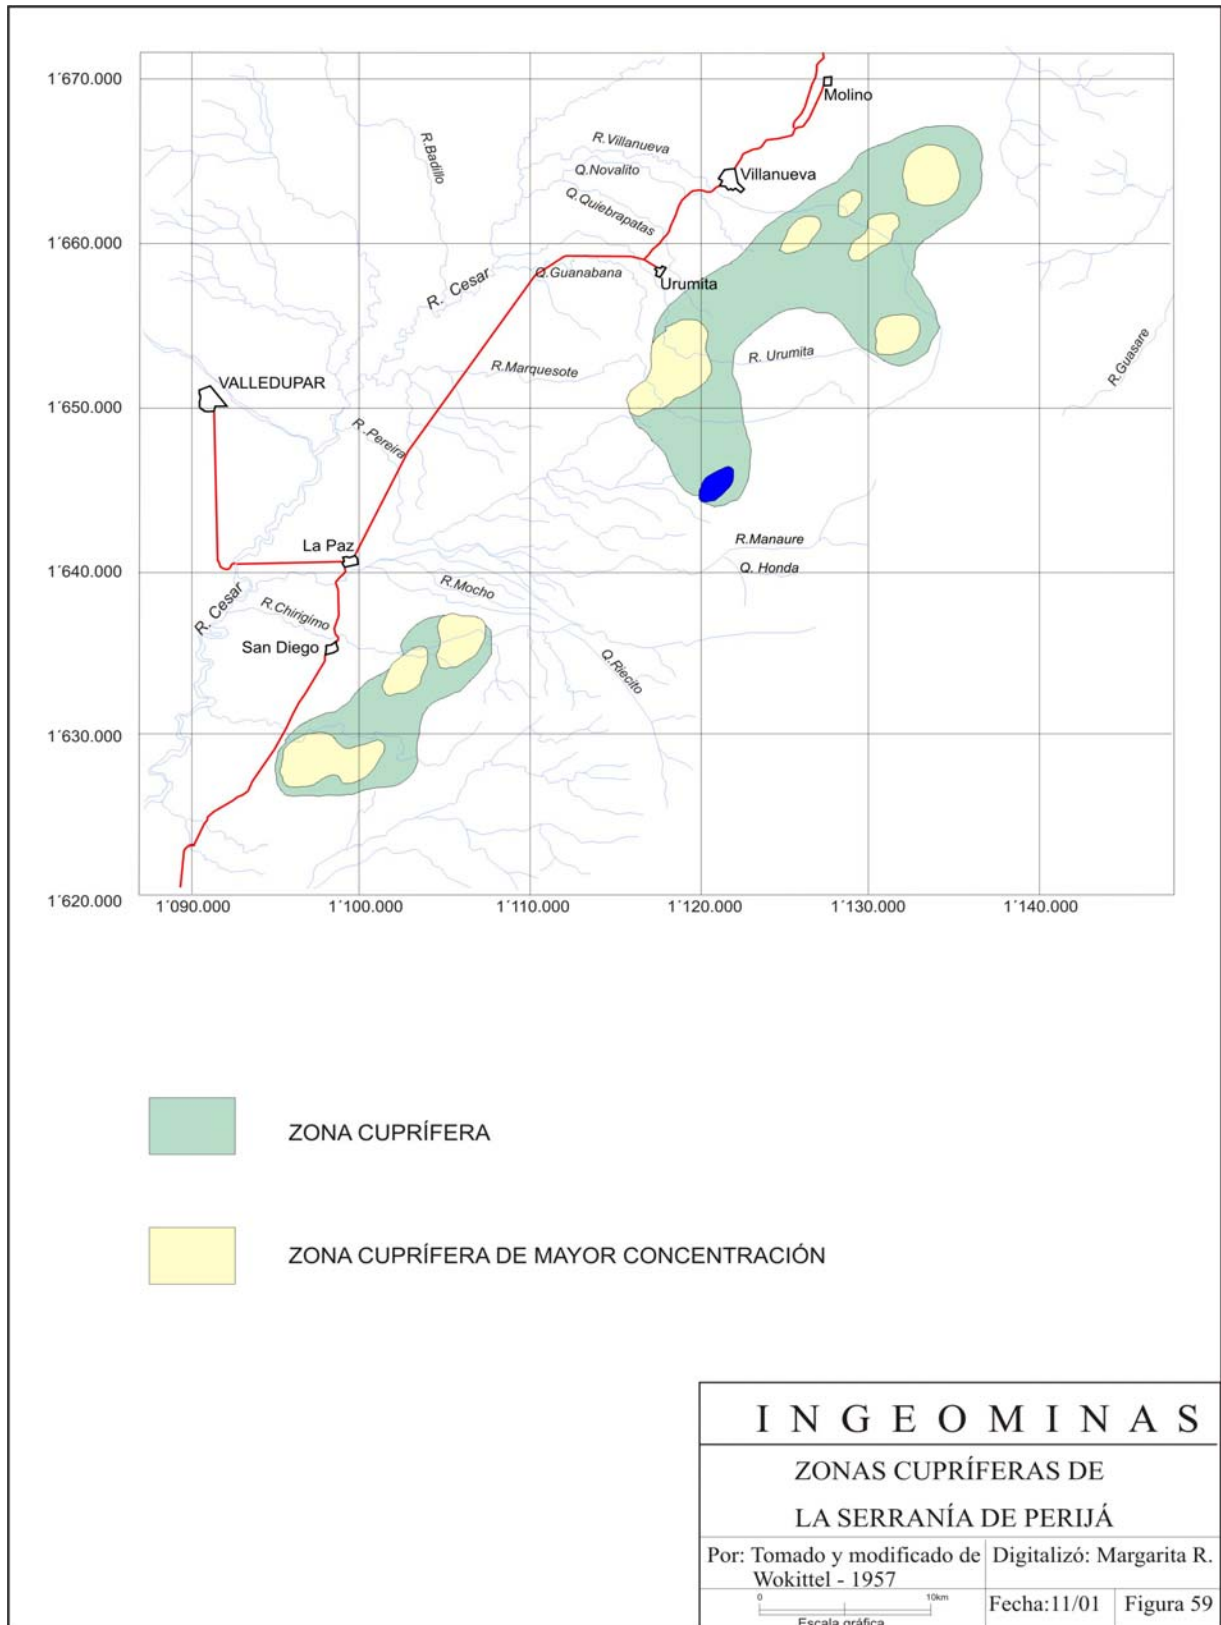 1´670.000
Molino
R.Villanueva
R.Badillo
Q.Novalito
Villanueva
Q.Quiebrapatas
1´660.000
R. Cesar
Q.Guanabana
Urumita
R. Urumita
R.Guasare
R.Marquesote
VALLEDUPAR
1´650.000
R.Pereira
La Paz
R.Manaure
1´640.000
Q. Honda
R.Mocho
R. Cesar
R.Chirigimo
San Diego
Q.Riecito
1´630.000
1´620.000
1´090.000
1´100.000
1´110.000
1´120.000
1´130.000
1´140.000
ZONA CUPRÍFERA
ZONA CUPRÍFERA DE MAYOR CONCENTRACIÓN
INGEOMINAS
ZONAS CUPRÍFERAS DE
LA SERRANÍA DE PERIJÁ
Por: Tomado y modificado de
Wokittel - 1957
Digitalizó: Margarita R.
0 10km
Escala gráfica
Fecha:11/01
Figura 59